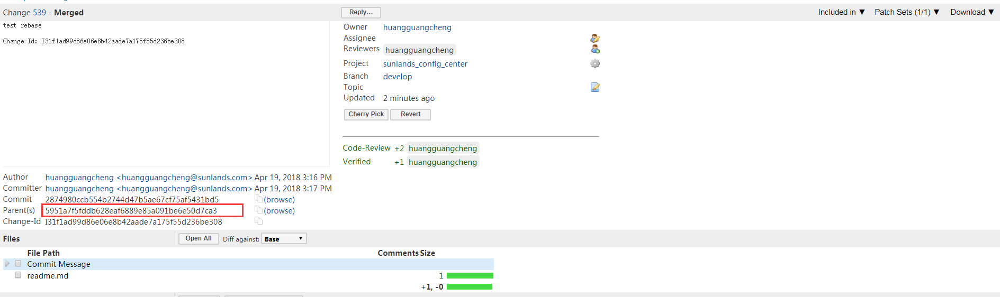 Change 539 - Merged
Reply...
Included in ▼
Patch Sets (1/1) ▼
Download ▼
test rebase
Change-Id: I31f1ad99d86e06e8b42aade7a175f55d236be308
Owner huangguangcheng
Assignee
Reviewers huangguangcheng
Project sunlands_config_center
Branch develop
Topic
Updated 2 minutes ago
Cherry Pick Revert
Code-Review +2 huangguangcheng
Verified +1 huangguangcheng
Author huangguangcheng <huangguangcheng@sunlands.com> Apr 19, 2018 3:16 PM
Committer huangguangcheng <huangguangcheng@sunlands.com> Apr 19, 2018 3:17 PM
Commit 2874980ccb554b2744d47b5ae67cf75af5431bd5 (browse)
Parent(s) 5951a7f5fddb628eaf6889e85a091be6e50d7ca3 (browse)
Change-Id I31f1ad99d86e06e8b42aade7a175f55d236be308
Files Open All Diff against: Base ▼
File Path Comments Size
Commit Message
readme.md 1
+1, -0